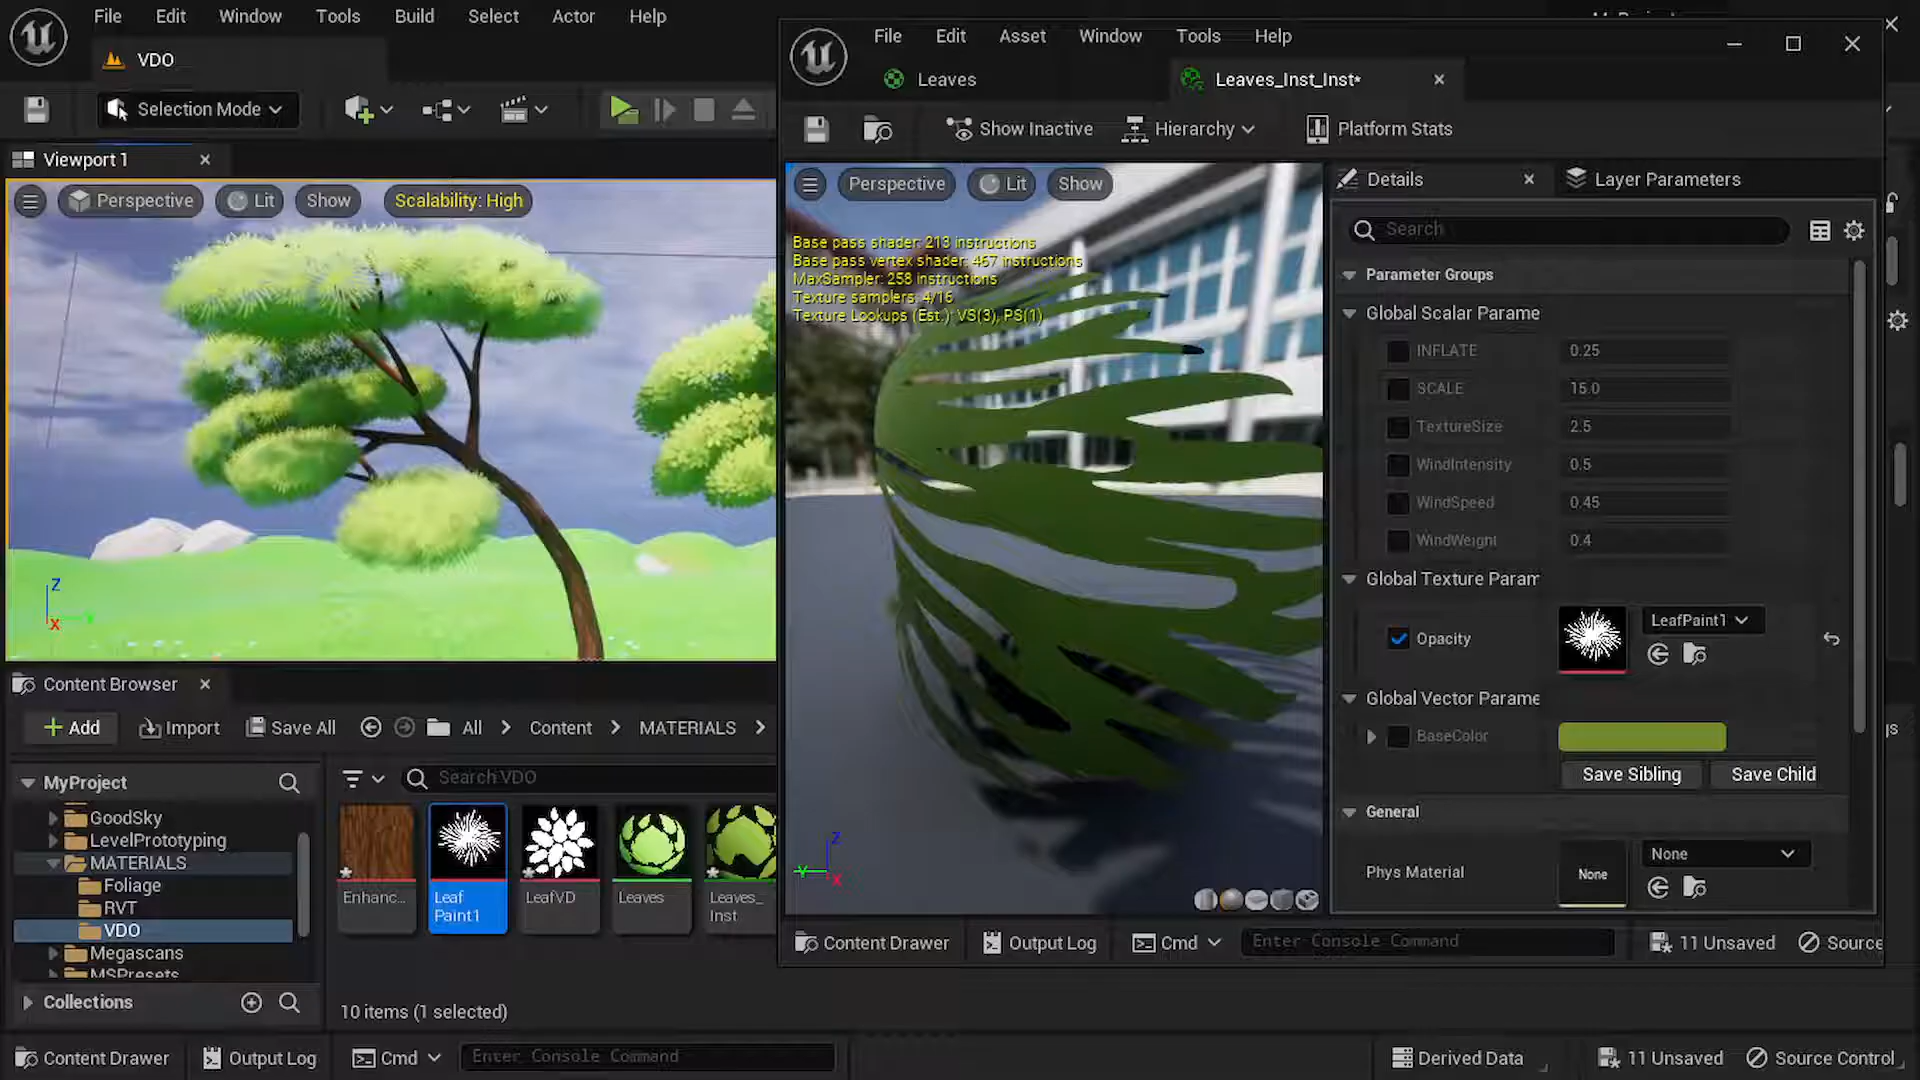 File Edit Window Tools Build Select Actor Help
VDO
Selection Mode
Viewport 1
Perspective Lit Show Scalability: High
Z
X
Content Browser
Add Import Save All All Content MATERIALS
MyProject
Search VDO
GoodSky
LevelPrototyping
MATERIALS
Foliage
RVT
VDO
Megascans
MSPresets
Collections
Enhanc...
Leaf
Paint1
LeafVD
Leaves
Leaves_
Inst
10 items (1 selected)
Content Drawer Output Log Cmd Enter Console Command
Derived Data 11 Unsaved Source Control
File Edit Asset Window Tools Help
Leaves Leaves_Inst_Inst*
Show Inactive Hierarchy Platform Stats
Perspective Lit Show
Base pass shader: 213 instructions
Base pass vertex shader: 467 instructions
MaxSampler: 258 instructions
Texture samplers: 4/16
Texture Lookups (Est.): VS(3), PS(1)
Z
Y
X
Details Layer Parameters
Search
Parameter Groups
Global Scalar Parame
INFLATE 0.25
SCALE 15.0
TextureSize 2.5
WindIntensity 0.5
WindSpeed 0.45
WindWeight 0.4
Global Texture Param
Opacity LeafPaint1
Global Vector Parame
BaseColor
Save Sibling Save Child
General
Phys Material None None
Content Drawer Output Log Cmd Enter Console Command 11 Unsaved Source